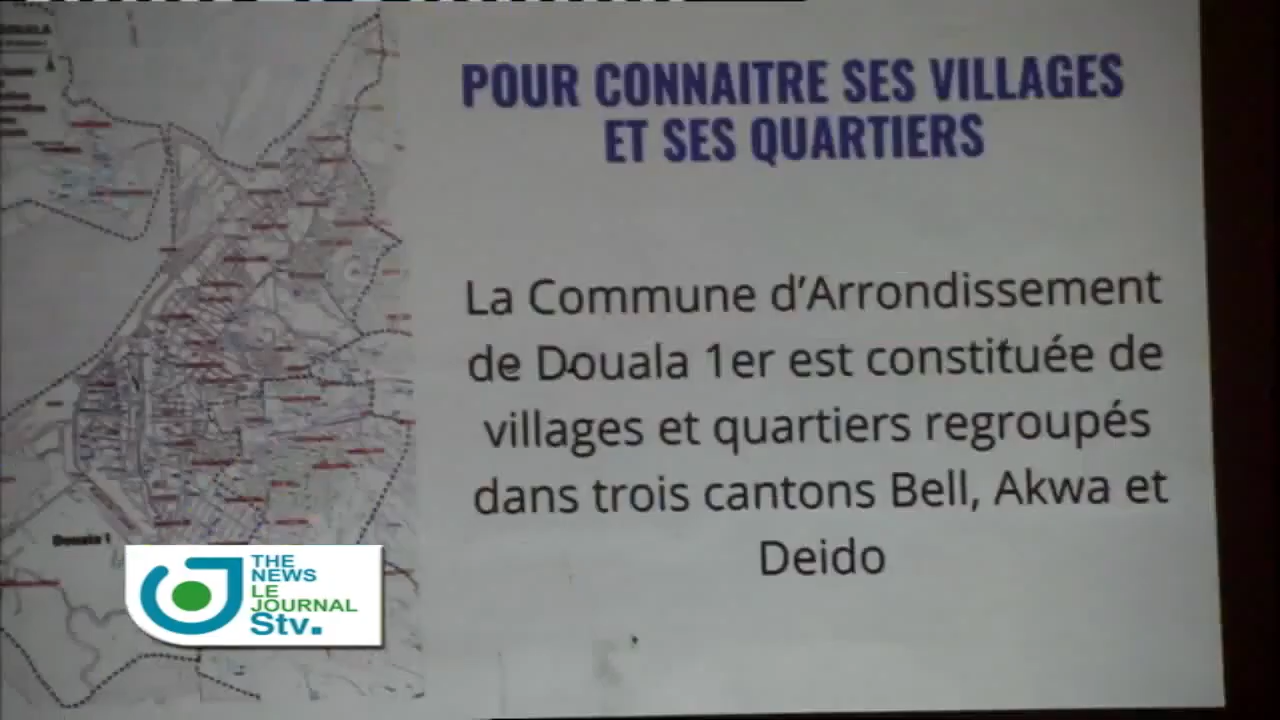 POUR CONNAITRE SES VILLAGES
ET SES QUARTIERS
La Commune d'Arrondissement
de Douala 1er est constituée de
villages et quartiers regroupés
dans trois cantons Bell, Akwa et
Deido
Douala 1
THE
NEWS
LE
JOURNAL
Stv.